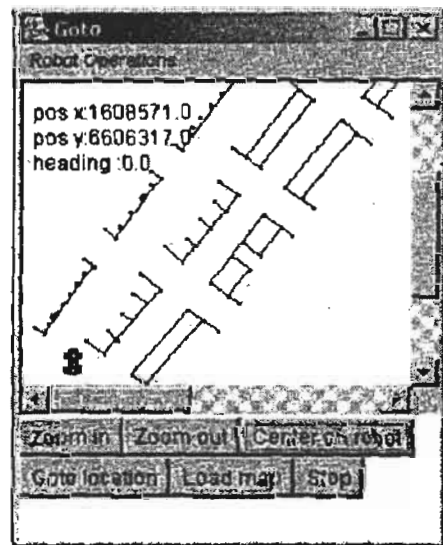 Goto
Robot Operations
pos x:1608571.0
pos y:6606317.0
heading :0.0
Zoom in Zoom out Center on robot
Goto location Load map Stop